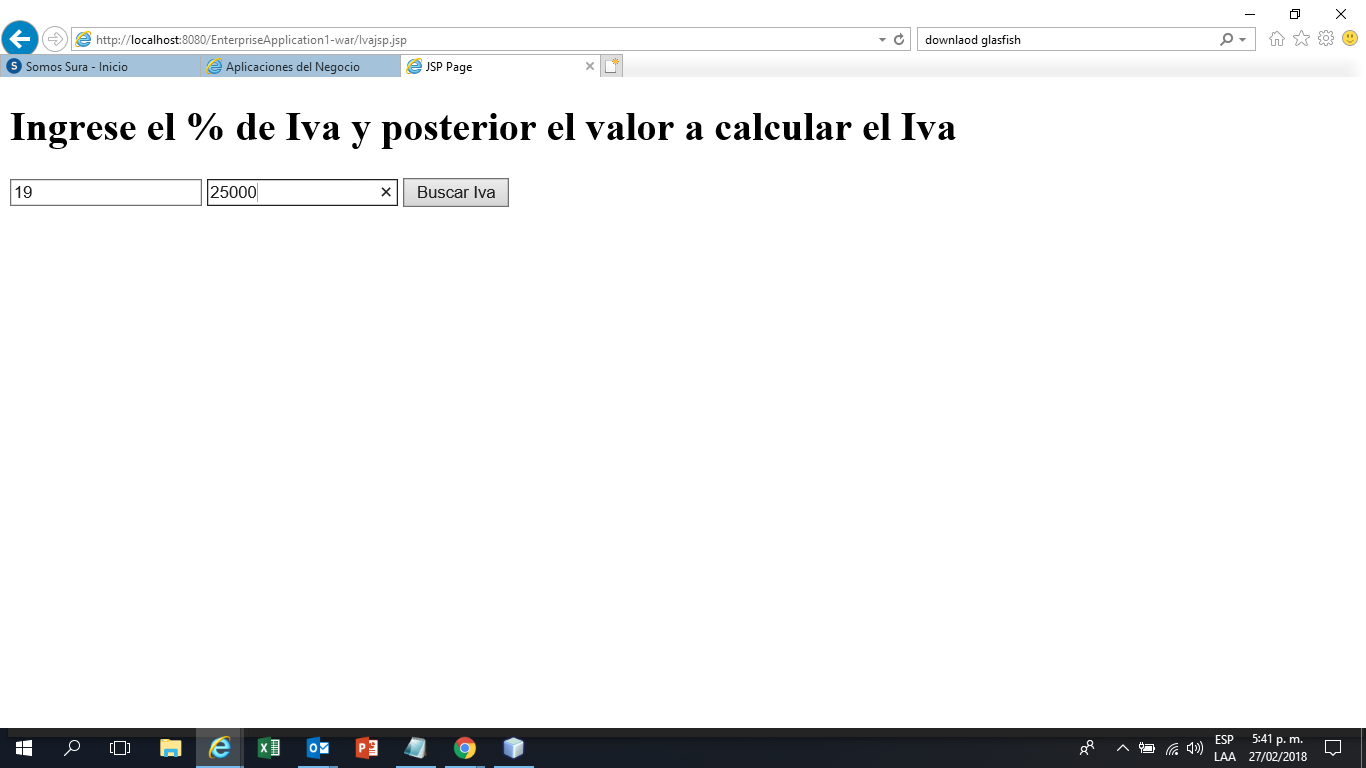 http://localhost:8080/EnterpriseApplication1-war/Ivajsp.jsp
downlaod glasfish
S Somos Sura - Inicio
Aplicaciones del Negocio
JSP Page
Ingrese el % de Iva y posterior el valor a calcular el Iva
19
25000
Buscar Iva
ESP
LAA
5:41 p. m.
27/02/2018